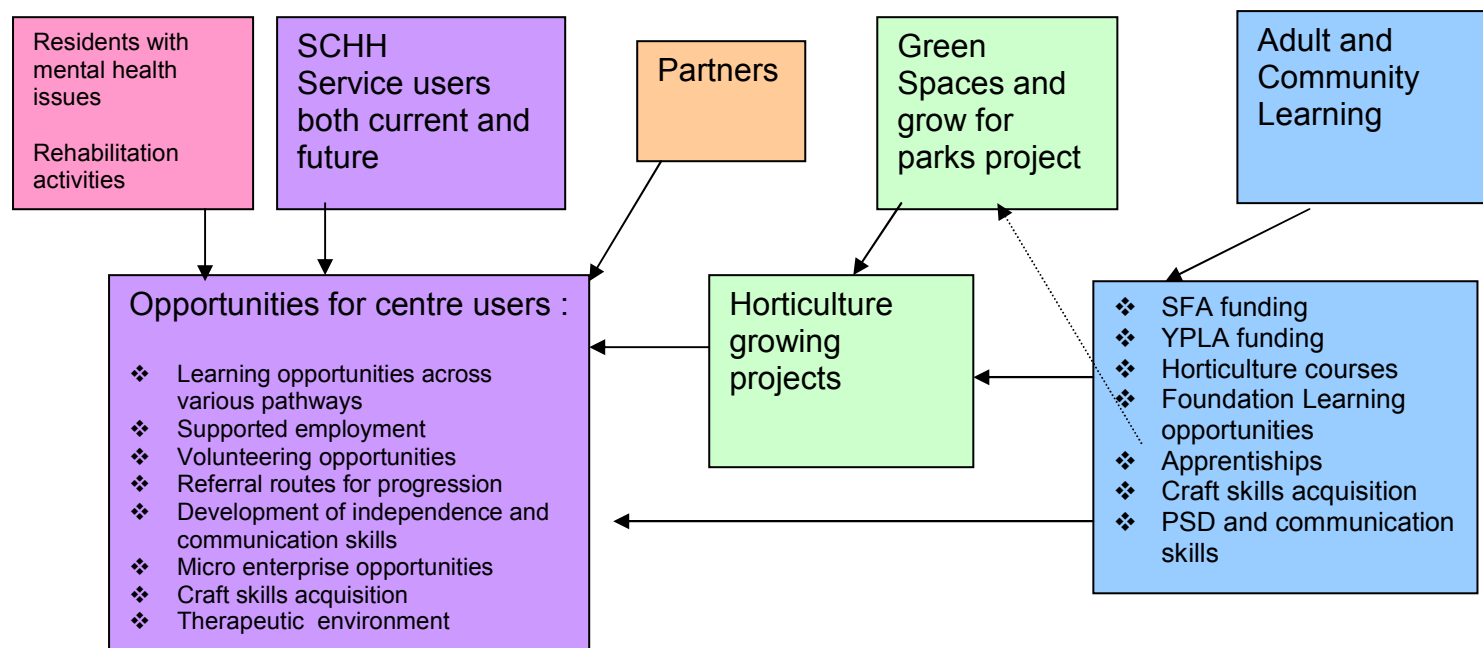 Residents with
mental health
issues
Rehabilitation
activities
SCHH
Service users
both current and
future
Partners
Green
Spaces and
grow for
parks project
Adult and
Community
Learning
Opportunities for centre users :
❖ Learning opportunities across
various pathways
❖ Supported employment
❖ Volunteering opportunities
❖ Referral routes for progression
❖ Development of independence and
communication skills
❖ Micro enterprise opportunities
❖ Craft skills acquisition
❖ Therapeutic environment
Horticulture
growing
projects
❖ SFA funding
❖ YPLA funding
❖ Horticulture courses
❖ Foundation Learning
opportunities
❖ Apprentiships
❖ Craft skills acquisition
❖ PSD and communication
skills